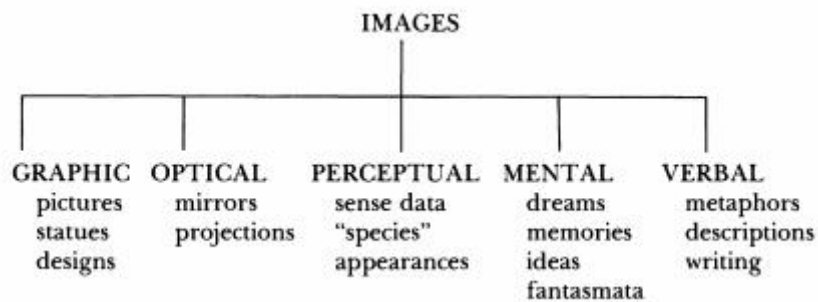 IMAGES
GRAPHIC OPTICAL PERCEPTUAL MENTAL VERBAL
pictures mirrors sense data dreams metaphors
statues projections "species" memories descriptions
designs appearances ideas writing
fantasmata